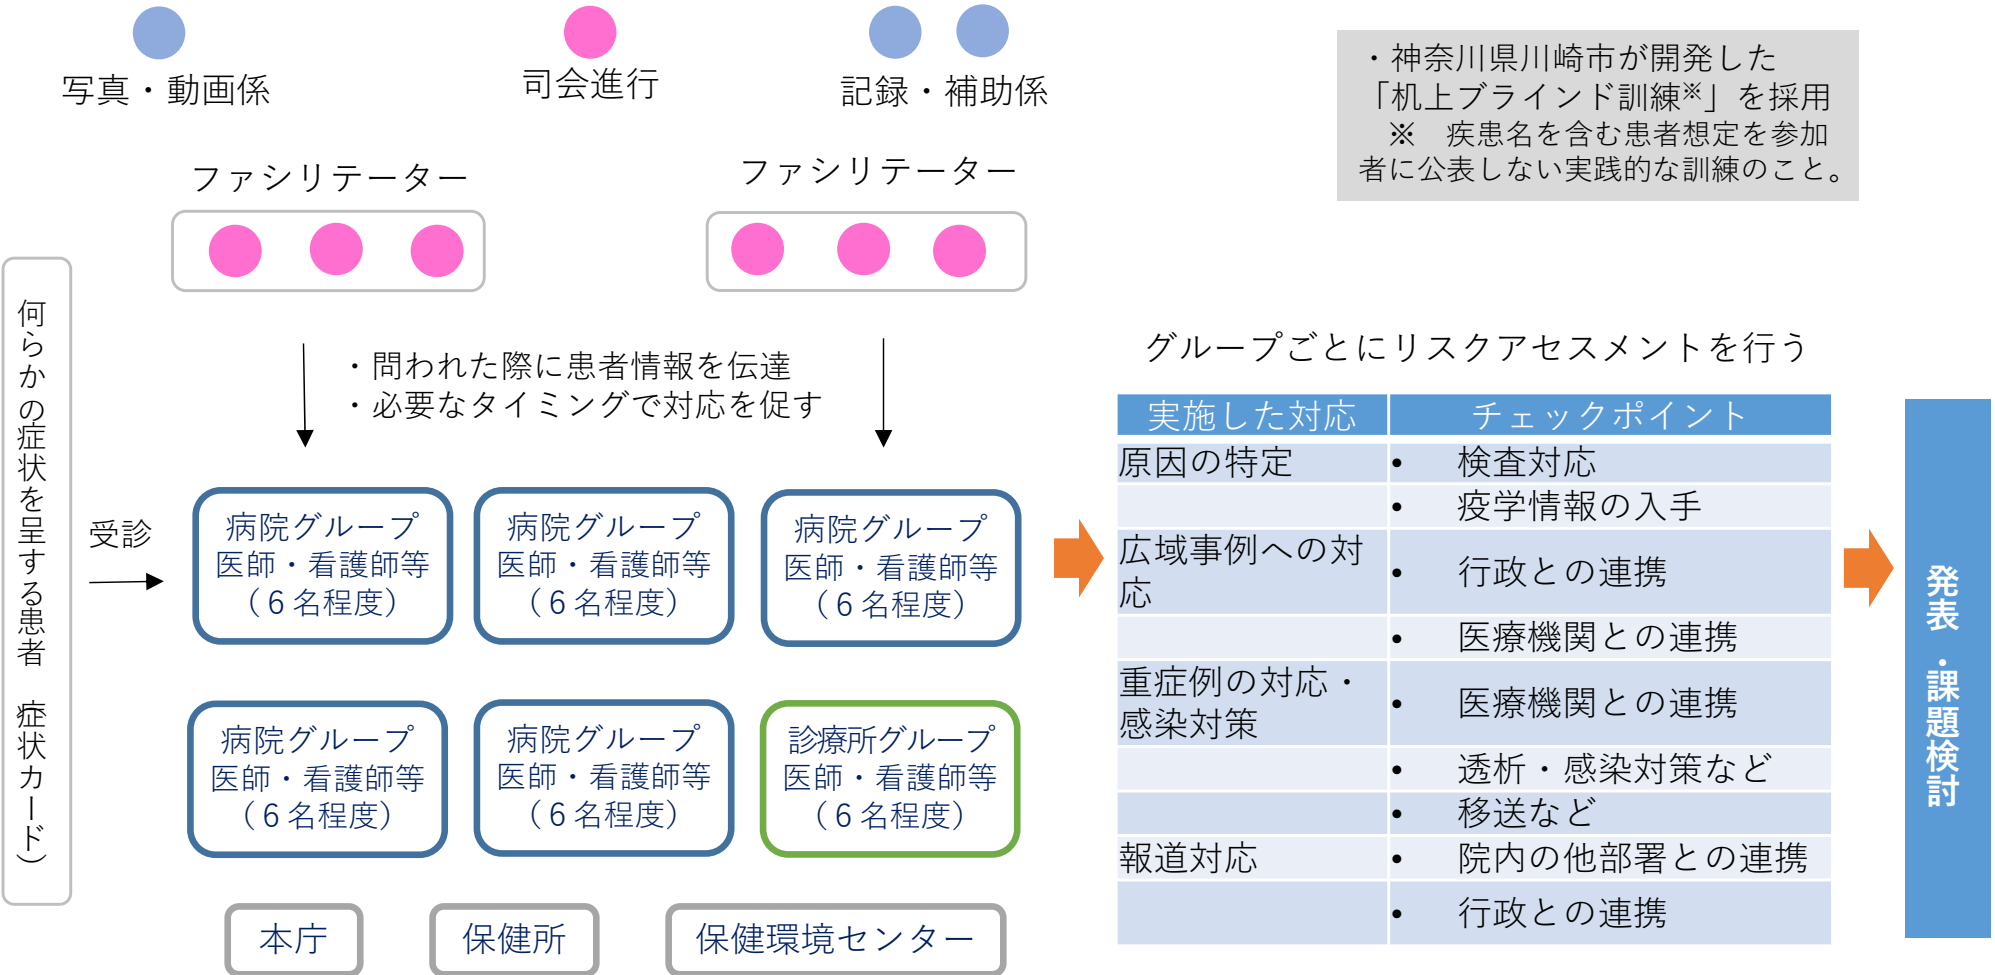 写真・動画係
司会進行
記録・補助係
・神奈川県川崎市が開発した
「机上ブラインド訓練※」を採用
※　疾患名を含む患者想定を参加
者に公表しない実践的な訓練のこと。
ファシリテーター
ファシリテーター
何らかの症状を呈する患者　症状カード）
・問われた際に患者情報を伝達
・必要なタイミングで対応を促す
受診
病院グループ
医師・看護師等
（６名程度）
病院グループ
医師・看護師等
（６名程度）
病院グループ
医師・看護師等
（６名程度）
病院グループ
医師・看護師等
（６名程度）
病院グループ
医師・看護師等
（６名程度）
診療所グループ
医師・看護師等
（６名程度）
本庁
保健所
保健環境センター
グループごとにリスクアセスメントを行う
実施した対応　チェックポイント
原因の特定　• 検査対応
• 疫学情報の入手
広域事例への対
応
• 行政との連携
• 医療機関との連携
重症例の対応・
感染対策
• 医療機関との連携
• 透析・感染対策など
• 移送など
報道対応　• 院内の他部署との連携
• 行政との連携
発表・課題検討